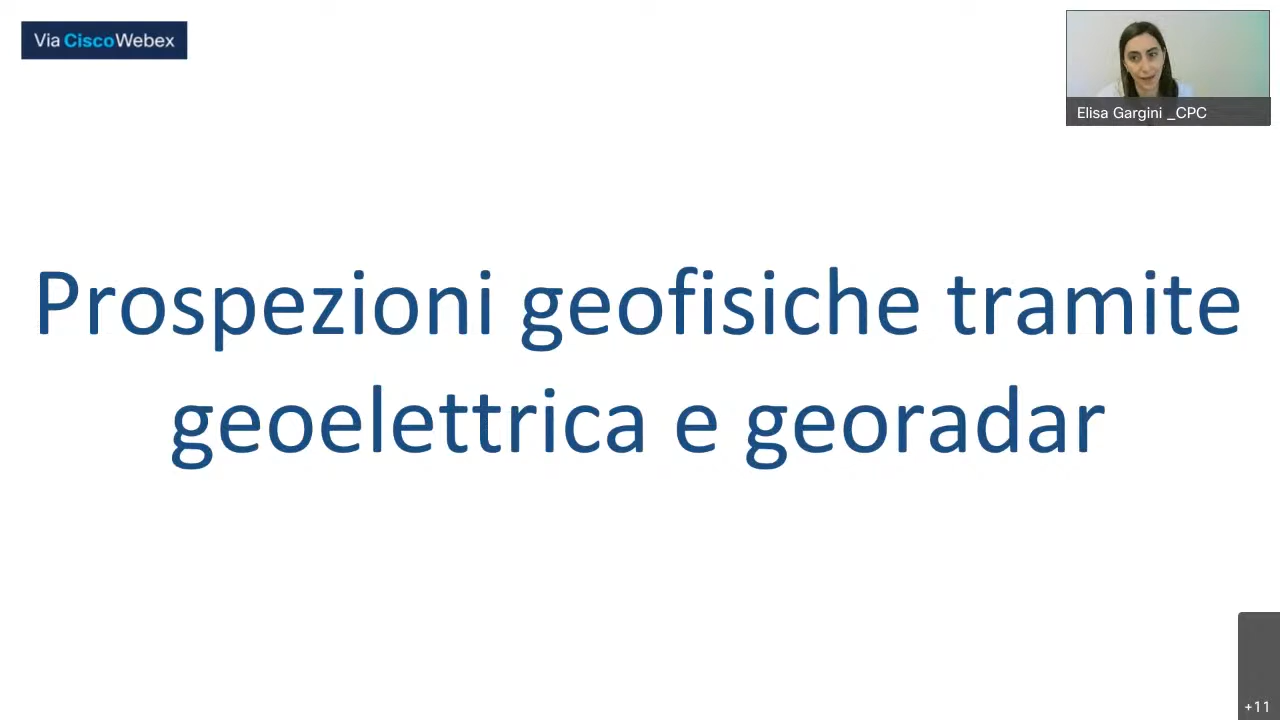 Via CiscoWebex
Elisa Gargini _CPC
Prospezioni geofisiche tramite
geoelettrica e georadar
+11